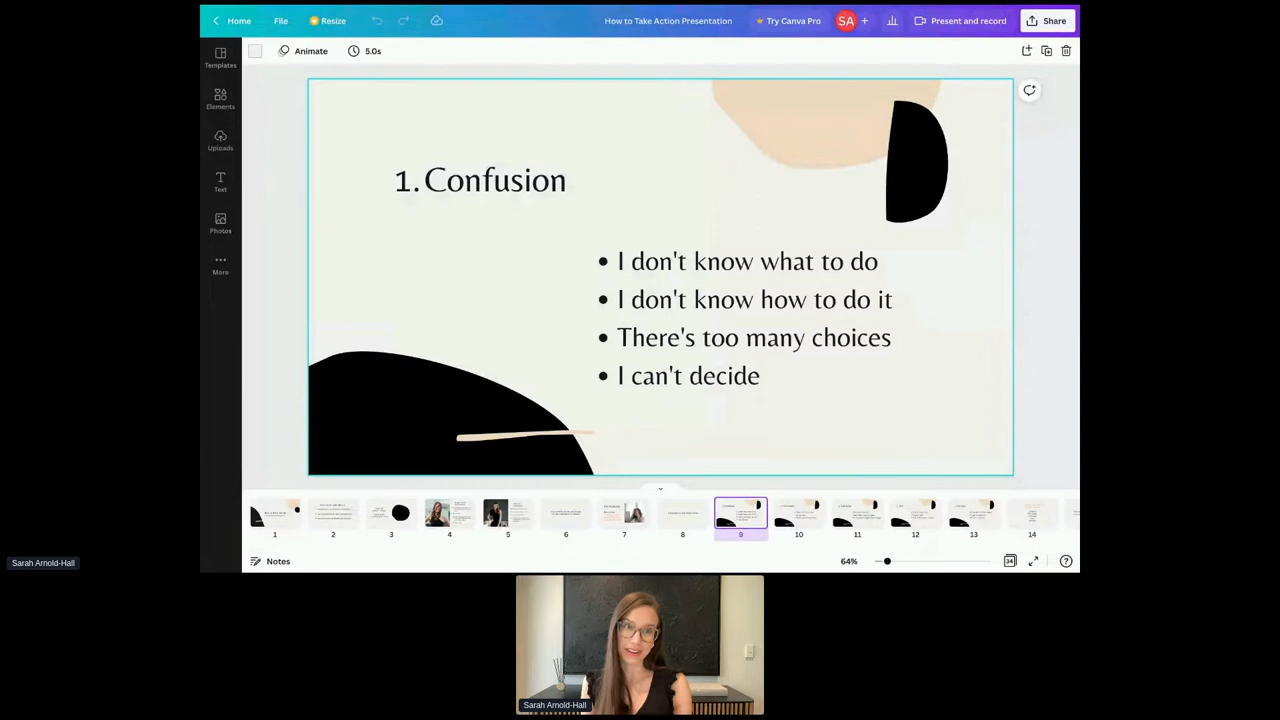 Home
File
Resize
How to Take Action Presentation
Try Canva Pro
SA
Present and record
Share
Animate
5.0s
Templates
Elements
Uploads
Text
Photos
More
1. Confusion
• I don't know what to do
• I don't know how to do it
• There's too many choices
• I can't decide
1
2
3
4
5
6
7
8
9
10
11
12
13
14
Notes
64%
34
Sarah Arnold-Hall
Sarah Arnold-Hall